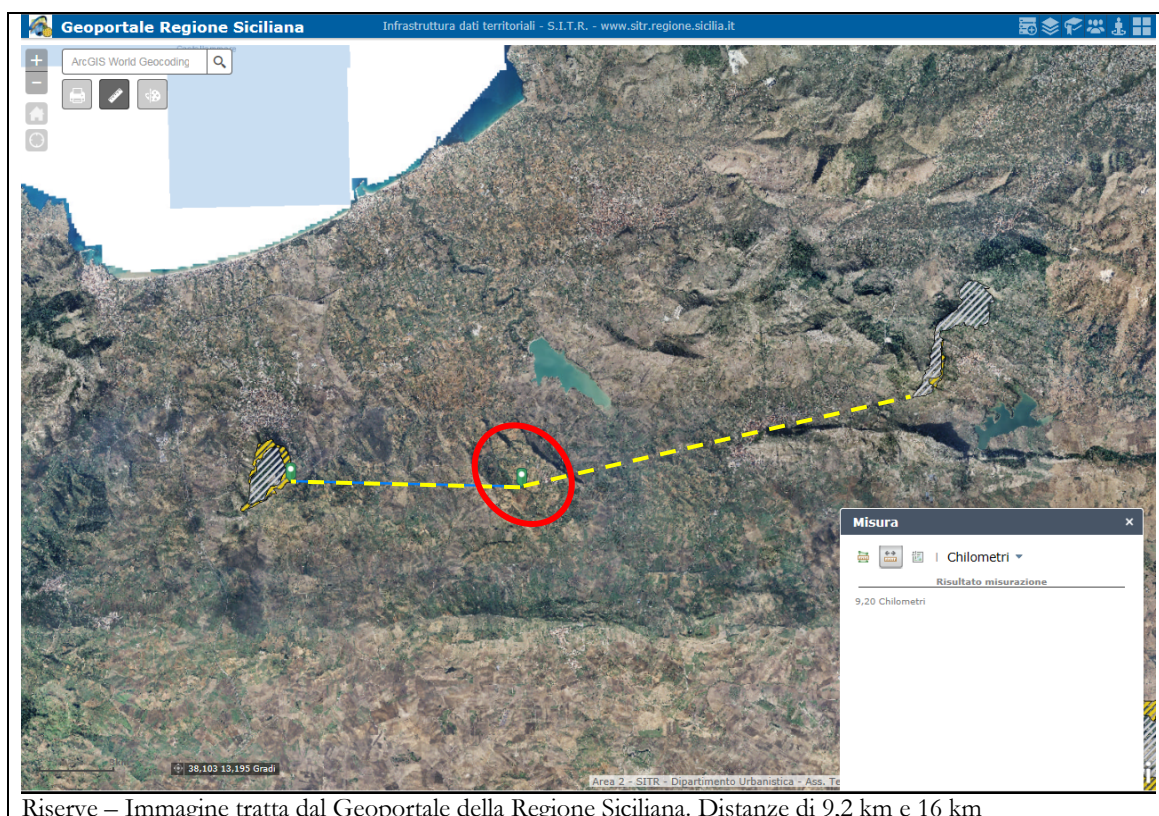 Geoportale Regione Siciliana
Infrastruttura dati territoriali - S.I.T.R. - www.sitr.regione.sicilia.it
+
ArcGIS World Geocoding
−
Misura
×
Chilometri
Risultato misurazione
9,20 Chilometri
38,103 13,195 Gradi
Area 2 - SITR - Dipartimento Urbanistica - Ass. Te
Riserve – Immagine tratta dal Geoportale della Regione Siciliana. Distanze di 9,2 km e 16 km